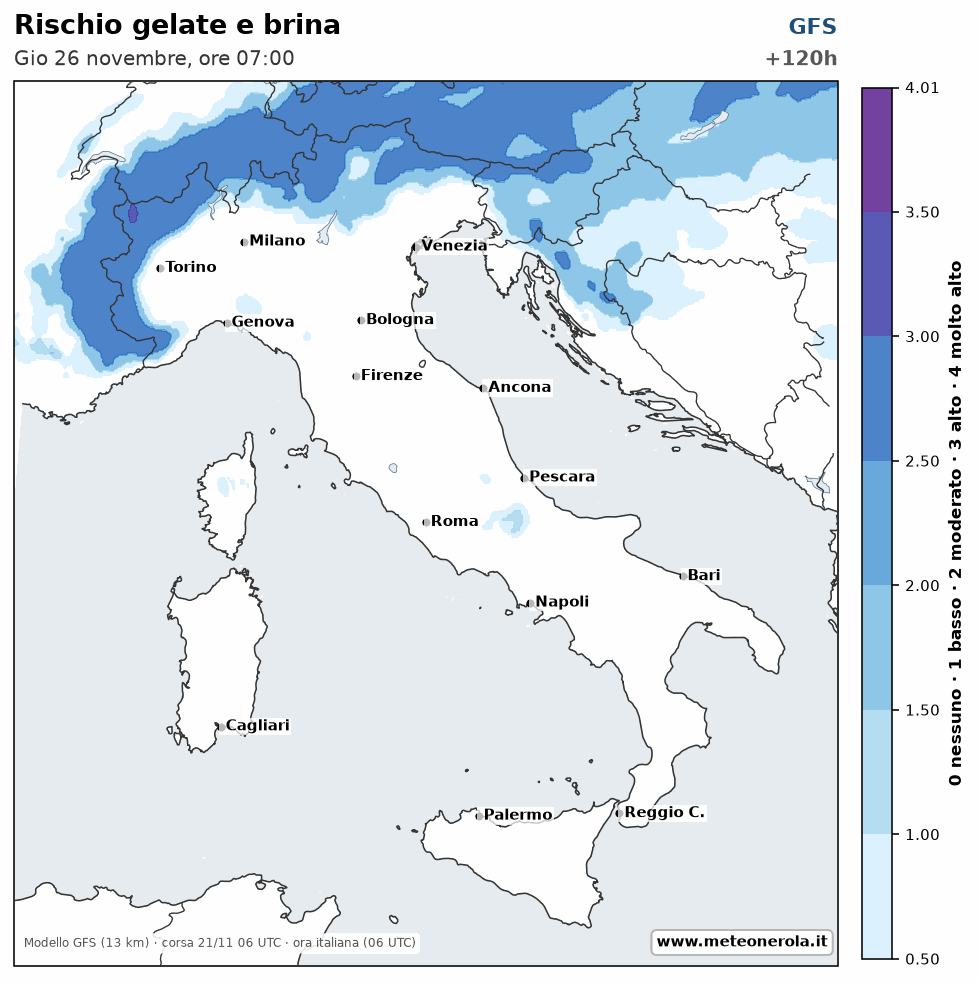 Rischio gelate e brina
GFS
Gio 26 novembre, ore 07:00
+120h
4.01
3.50
3.00
2.50
2.00
1.50
1.00
0.50
0 nessuno · 1 basso · 2 moderato · 3 alto · 4 molto alto
Milano
Venezia
Torino
Genova
Bologna
Firenze
Ancona
Pescara
Roma
Bari
Napoli
Cagliari
Palermo
Reggio C.
Modello GFS (13 km) · corsa 21/11 06 UTC · ora italiana (06 UTC)
www.meteonerola.it